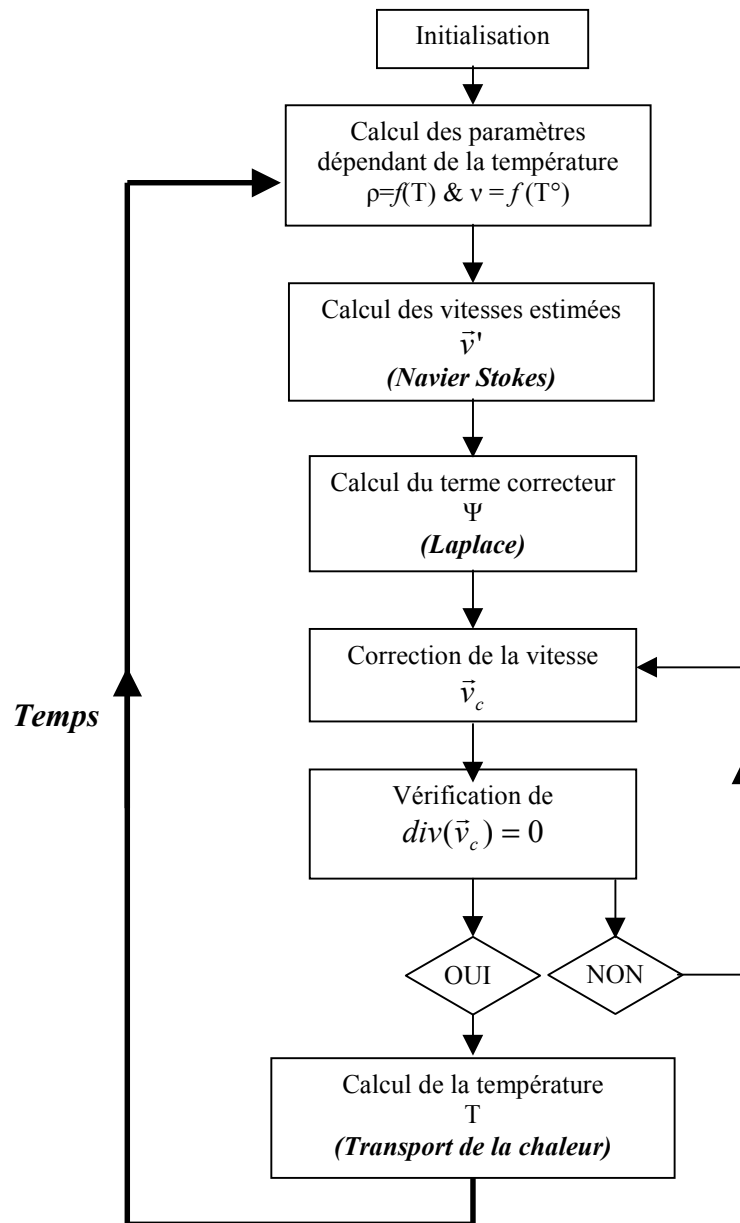 Initialisation
Calcul des paramètres
dépendant de la température
ρ=f(T) & ν = f (T°)
Calcul des vitesses estimées
v⃗'
(Navier Stokes)
Calcul du terme correcteur
Ψ
(Laplace)
Correction de la vitesse
v⃗_c
Temps
Vérification de
div(v⃗_c) = 0
OUI
NON
Calcul de la température
T
(Transport de la chaleur)